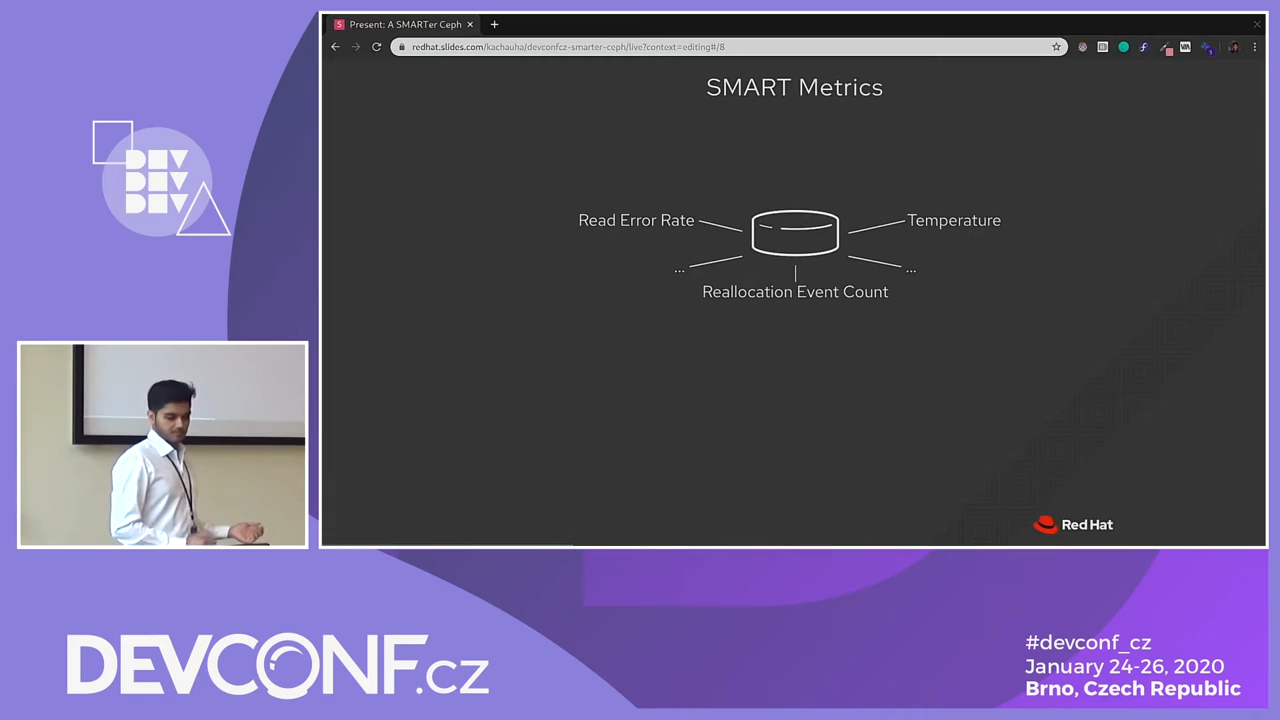 Present: A SMARTer Ceph
redhat.slides.com/kachauha/devconfcz-smarter-ceph/live?context=editing#/8
SMART Metrics
Read Error Rate
Temperature
...
...
Reallocation Event Count
Red Hat
DEV
DEV
DEV
DEVCONF.cz
#devconf_cz
January 24-26, 2020
Brno, Czech Republic